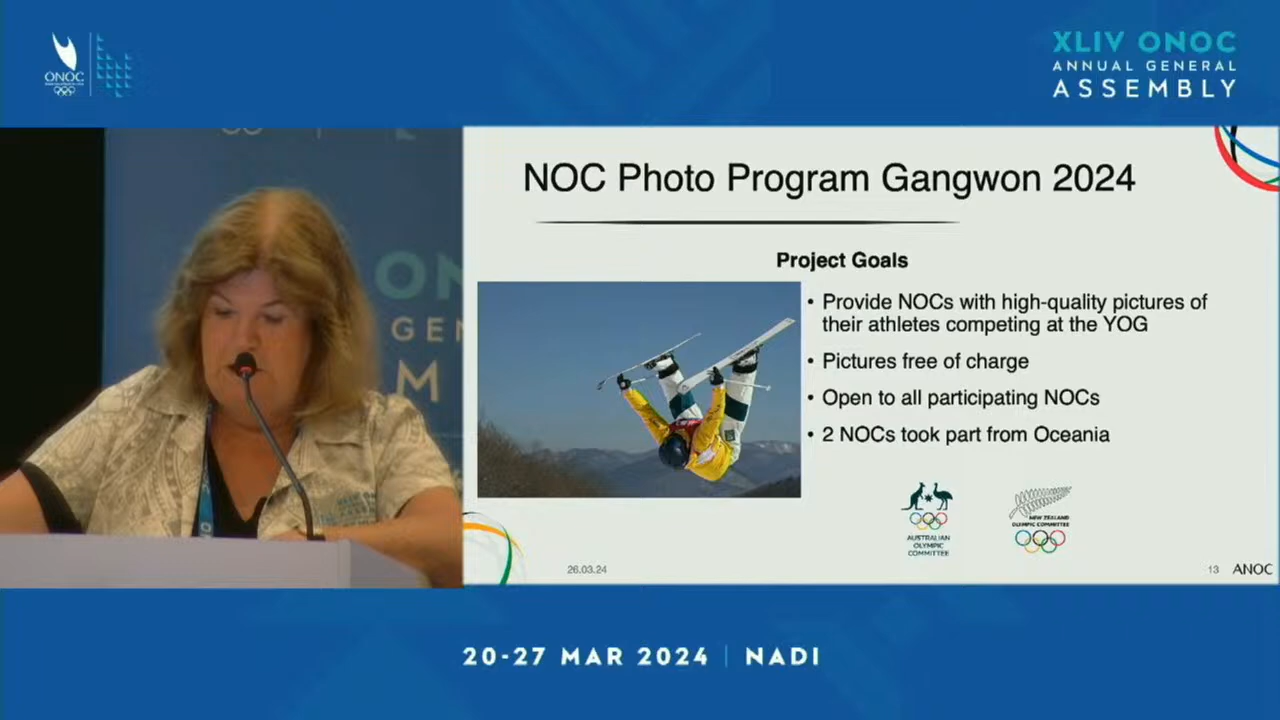 ONOC
XLIV ONOC
ANNUAL GENERAL
ASSEMBLY
ON
GEN
M
NOC Photo Program Gangwon 2024
Project Goals
• Provide NOCs with high-quality pictures of
their athletes competing at the YOG
• Pictures free of charge
• Open to all participating NOCs
• 2 NOCs took part from Oceania
AUSTRALIAN
OLYMPIC
COMMITTEE
NEW ZEALAND
OLYMPIC COMMITTEE
26.03.24
13
ANOC
20-27 MAR 2024 | NADI